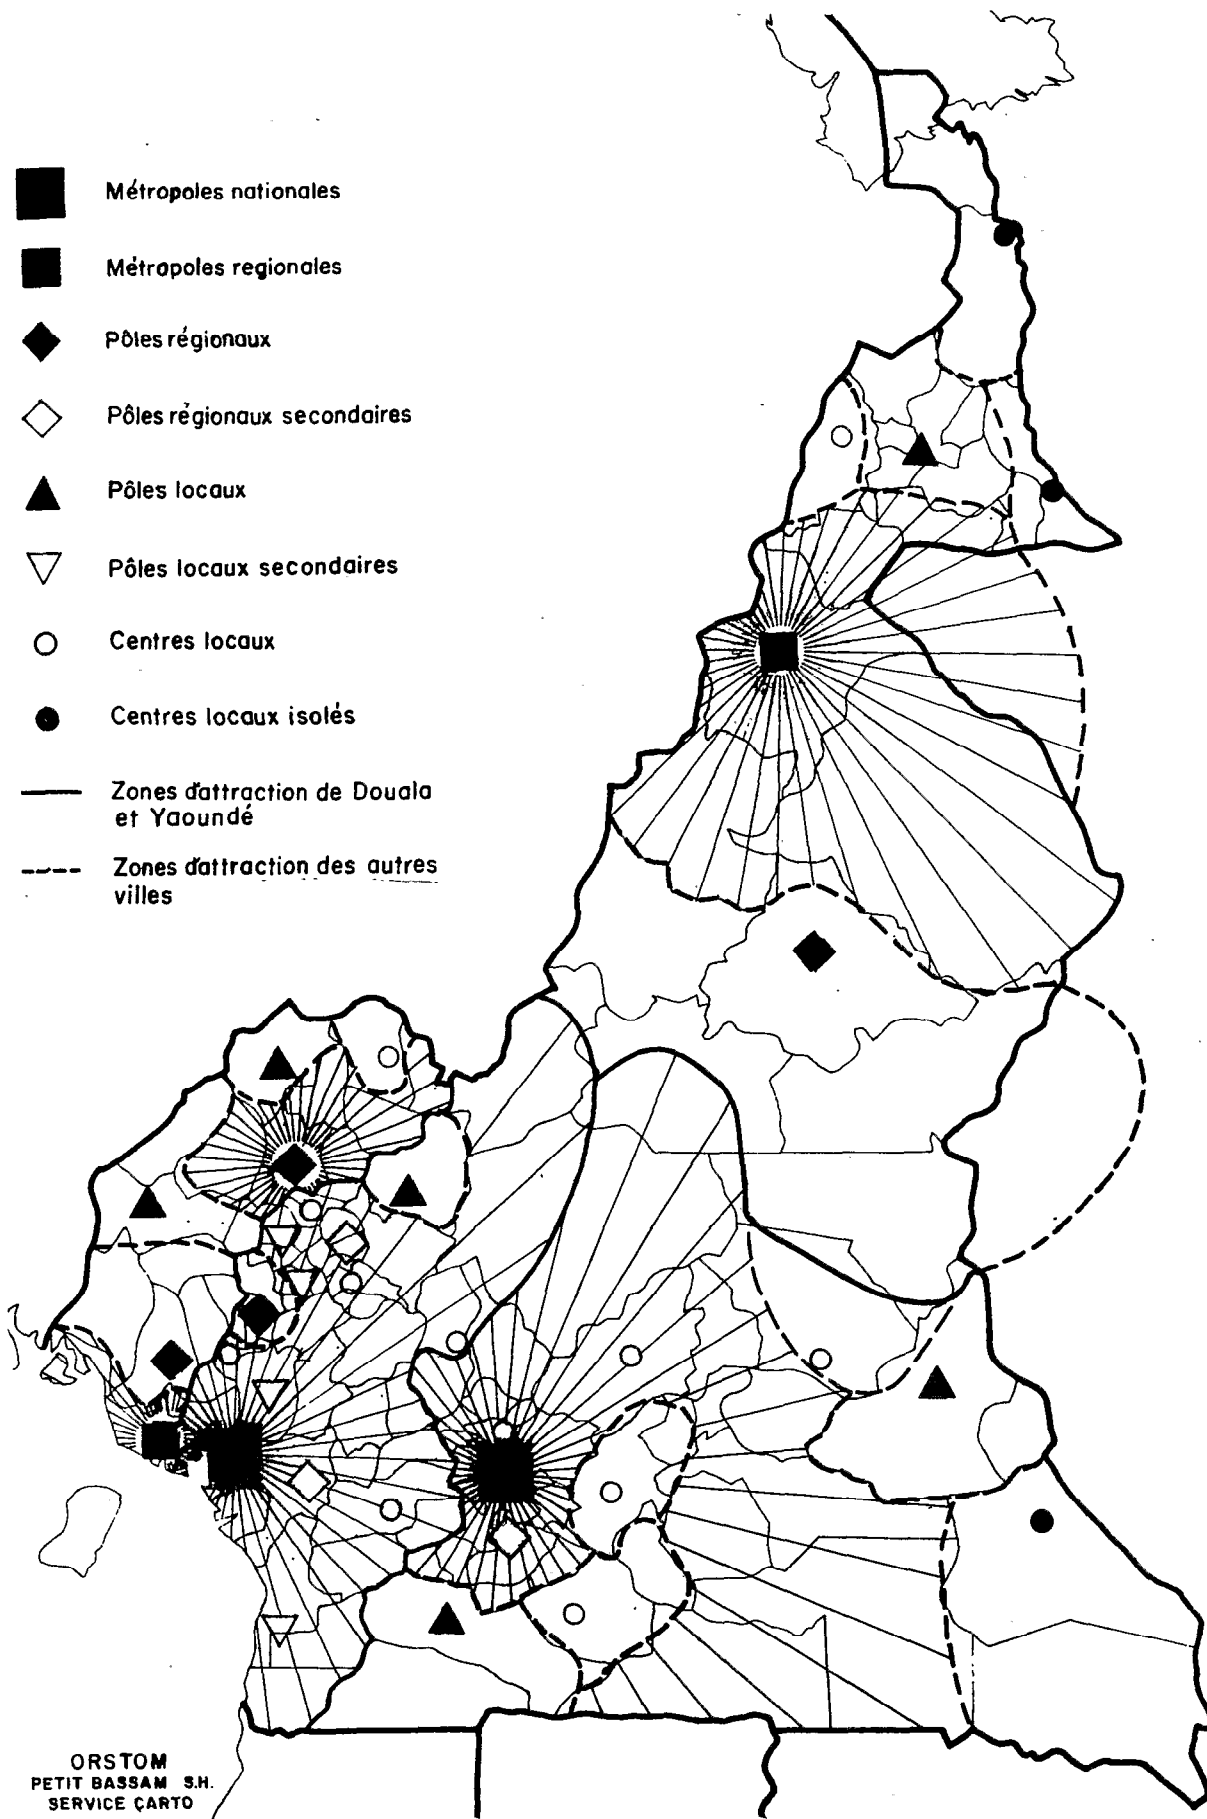 Métropoles nationales
Métropoles regionales
Pôles régionaux
Pôles régionaux secondaires
Pôles locaux
Pôles locaux secondaires
Centres locaux
Centres locaux isolés
Zones d'attraction de Douala
et Yaoundé
Zones d'attraction des autres
villes
ORSTOM
PETIT BASSAM S.H.
SERVICE CARTO